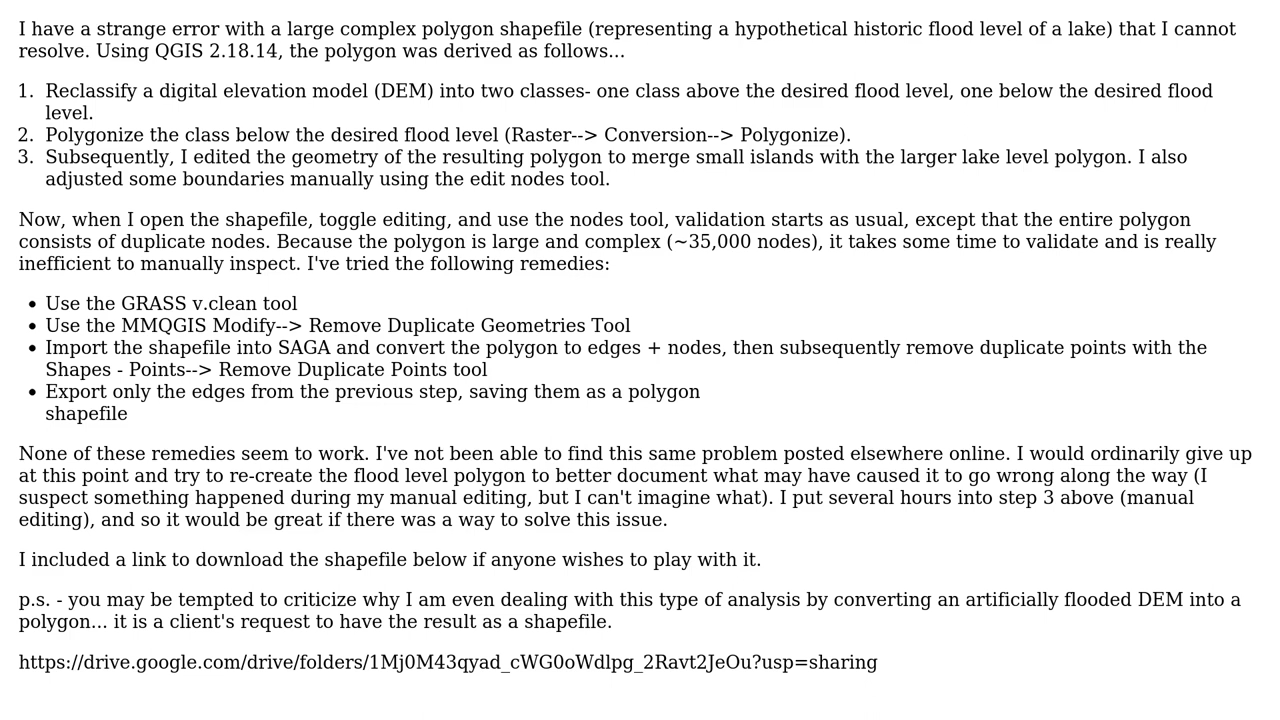 I have a strange error with a large complex polygon shapefile (representing a hypothetical historic flood level of a lake) that I cannot
resolve. Using QGIS 2.18.14, the polygon was derived as follows...
1. Reclassify a digital elevation model (DEM) into two classes- one class above the desired flood level, one below the desired flood
level.
2. Polygonize the class below the desired flood level (Raster--> Conversion--> Polygonize).
3. Subsequently, I edited the geometry of the resulting polygon to merge small islands with the larger lake level polygon. I also
adjusted some boundaries manually using the edit nodes tool.
Now, when I open the shapefile, toggle editing, and use the nodes tool, validation starts as usual, except that the entire polygon
consists of duplicate nodes. Because the polygon is large and complex (~35,000 nodes), it takes some time to validate and is really
inefficient to manually inspect. I've tried the following remedies:
• Use the GRASS v.clean tool
• Use the MMQGIS Modify--> Remove Duplicate Geometries Tool
• Import the shapefile into SAGA and convert the polygon to edges + nodes, then subsequently remove duplicate points with the
Shapes - Points--> Remove Duplicate Points tool
• Export only the edges from the previous step, saving them as a polygon
shapefile
None of these remedies seem to work. I've not been able to find this same problem posted elsewhere online. I would ordinarily give up
at this point and try to re-create the flood level polygon to better document what may have caused it to go wrong along the way (I
suspect something happened during my manual editing, but I can't imagine what). I put several hours into step 3 above (manual
editing), and so it would be great if there was a way to solve this issue.
I included a link to download the shapefile below if anyone wishes to play with it.
p.s. - you may be tempted to criticize why I am even dealing with this type of analysis by converting an artificially flooded DEM into a
polygon... it is a client's request to have the result as a shapefile.
https://drive.google.com/drive/folders/1Mj0M43qyad_cWG0oWdlpg_2Ravt2JeOu?usp=sharing